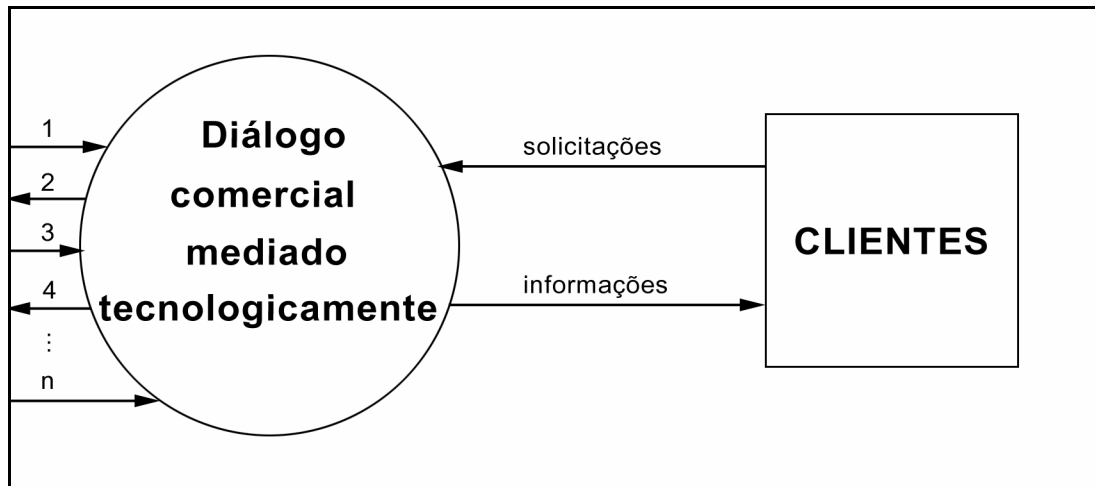 1
2
3
4
⋮
n
Diálogo
comercial
mediado
tecnologicamente
solicitações
informações
CLIENTES